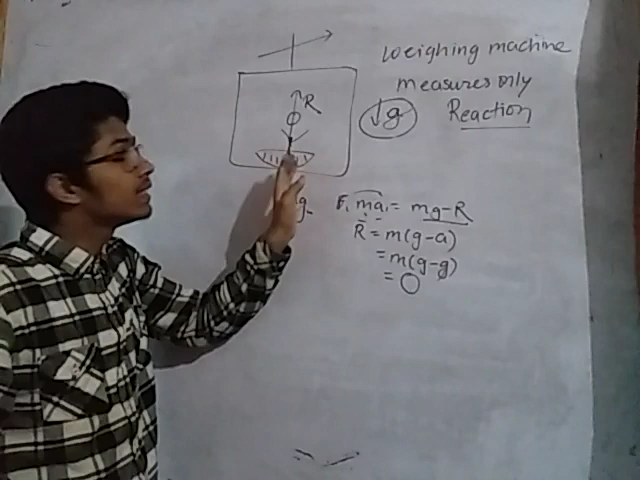 weighing machine
measures only
Reaction
R
↓g
g
F, ma, = mg-R
R = m(g-a)
= m(g-g)
= 0